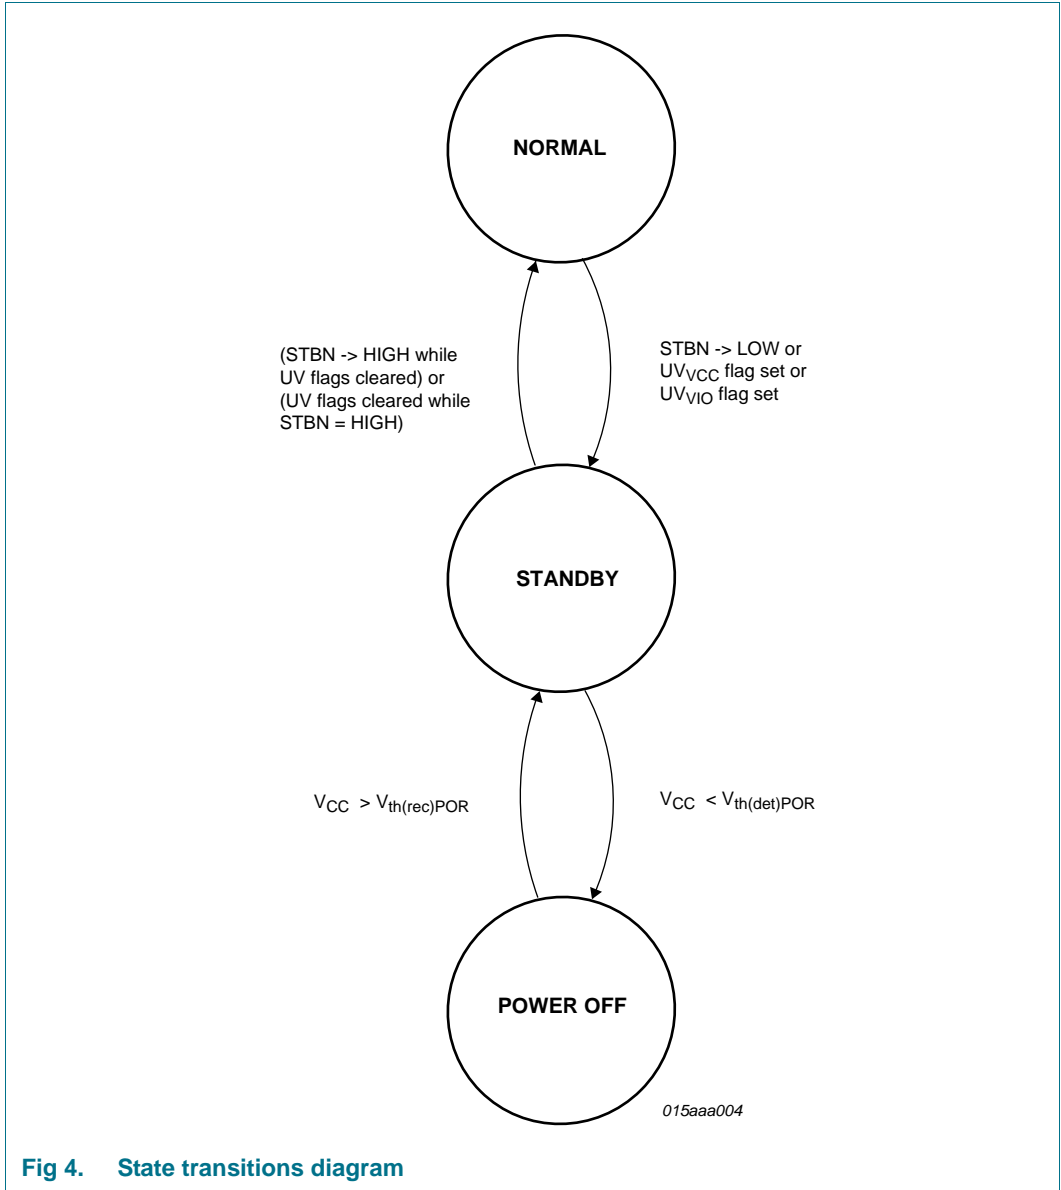 NORMAL
(STBN -> HIGH while
UV flags cleared) or
(UV flags cleared while
STBN = HIGH)
STBN -> LOW or
UVVCC flag set or
UVVIO flag set
STANDBY
VCC > Vth(rec)POR
VCC < Vth(det)POR
POWER OFF
015aaa004
Fig 4. State transitions diagram